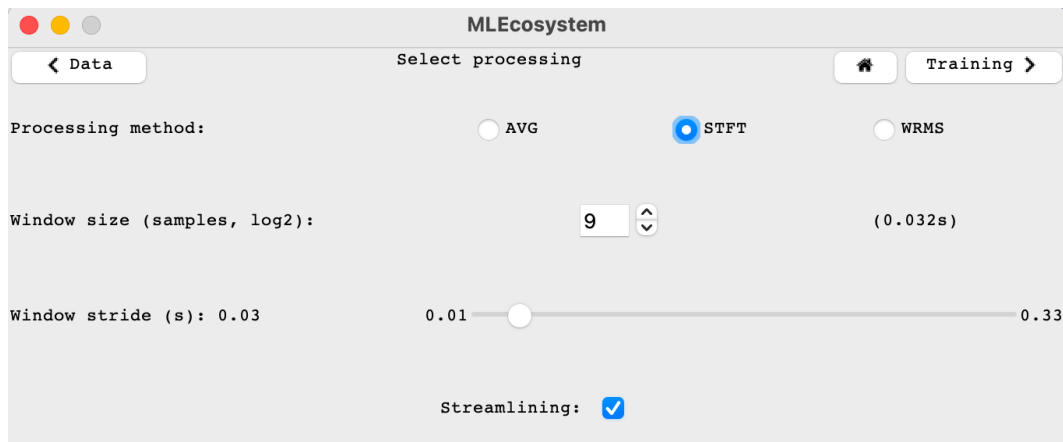 MLEcosystem
Data Select processing Training
Processing method: AVG STFT WRMS
Window size (samples, log2): 9 (0.032s)
Window stride (s): 0.03 0.01 0.33
Streamlining: